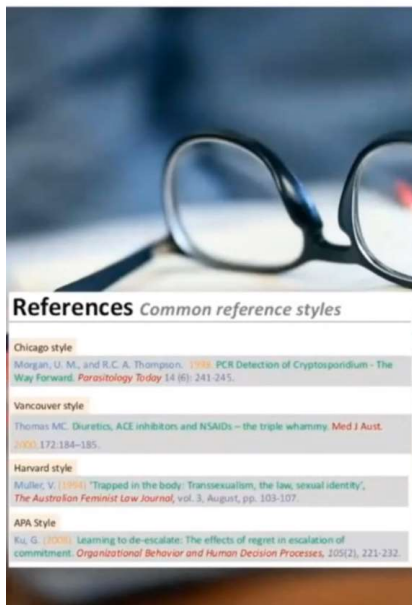 References Common reference styles
Chicago style
Morgan, U. M., and R.C. A. Thompson. 1998. PCR Detection of Cryptosporidium - The
Way Forward. Parasitology Today 14 (6): 241-245.
Vancouver style
Thomas MC. Diuretics, ACE inhibitors and NSAIDs – the triple whammy. Med J Aust.
2000;172:184–185.
Harvard style
Muller, V. (1994) 'Trapped in the body: Transsexualism, the law, sexual identity',
The Australian Feminist Law Journal, vol. 3, August, pp. 103-107.
APA Style
Ku, G. (2008). Learning to de-escalate: The effects of regret in escalation of
commitment. Organizational Behavior and Human Decision Processes, 105(2), 221-232.